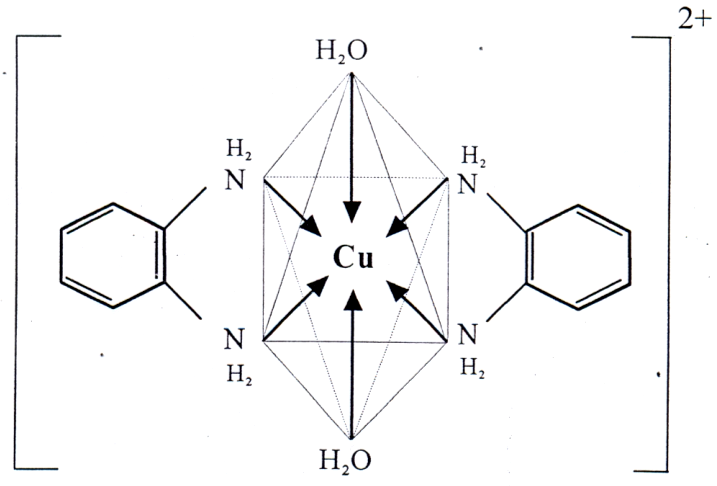 2+
H₂O
H₂ H₂
N N
Cu
N N
H₂ H₂
H₂O